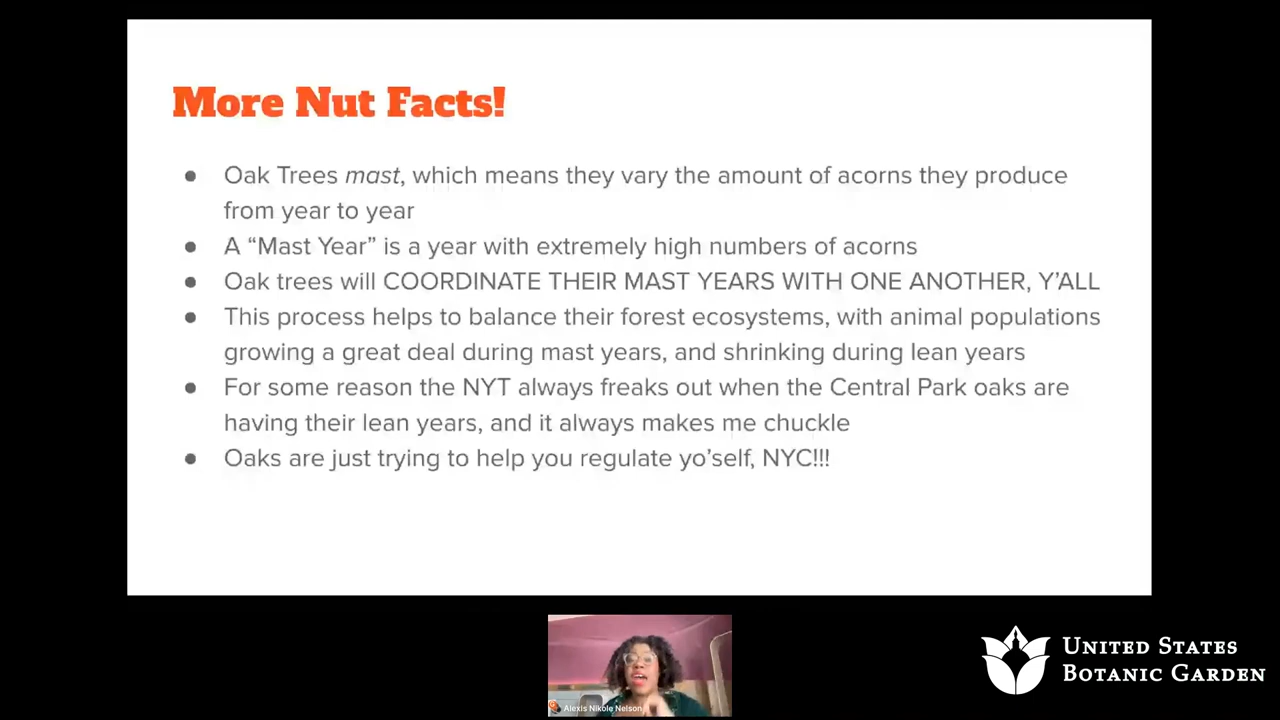 More Nut Facts!
● Oak Trees mast, which means they vary the amount of acorns they produce
from year to year
● A “Mast Year” is a year with extremely high numbers of acorns
● Oak trees will COORDINATE THEIR MAST YEARS WITH ONE ANOTHER, Y’ALL
● This process helps to balance their forest ecosystems, with animal populations
growing a great deal during mast years, and shrinking during lean years
● For some reason the NYT always freaks out when the Central Park oaks are
having their lean years, and it always makes me chuckle
● Oaks are just trying to help you regulate yo’self, NYC!!!
Alexis Nikole Nelson
UNITED STATES
BOTANIC GARDEN